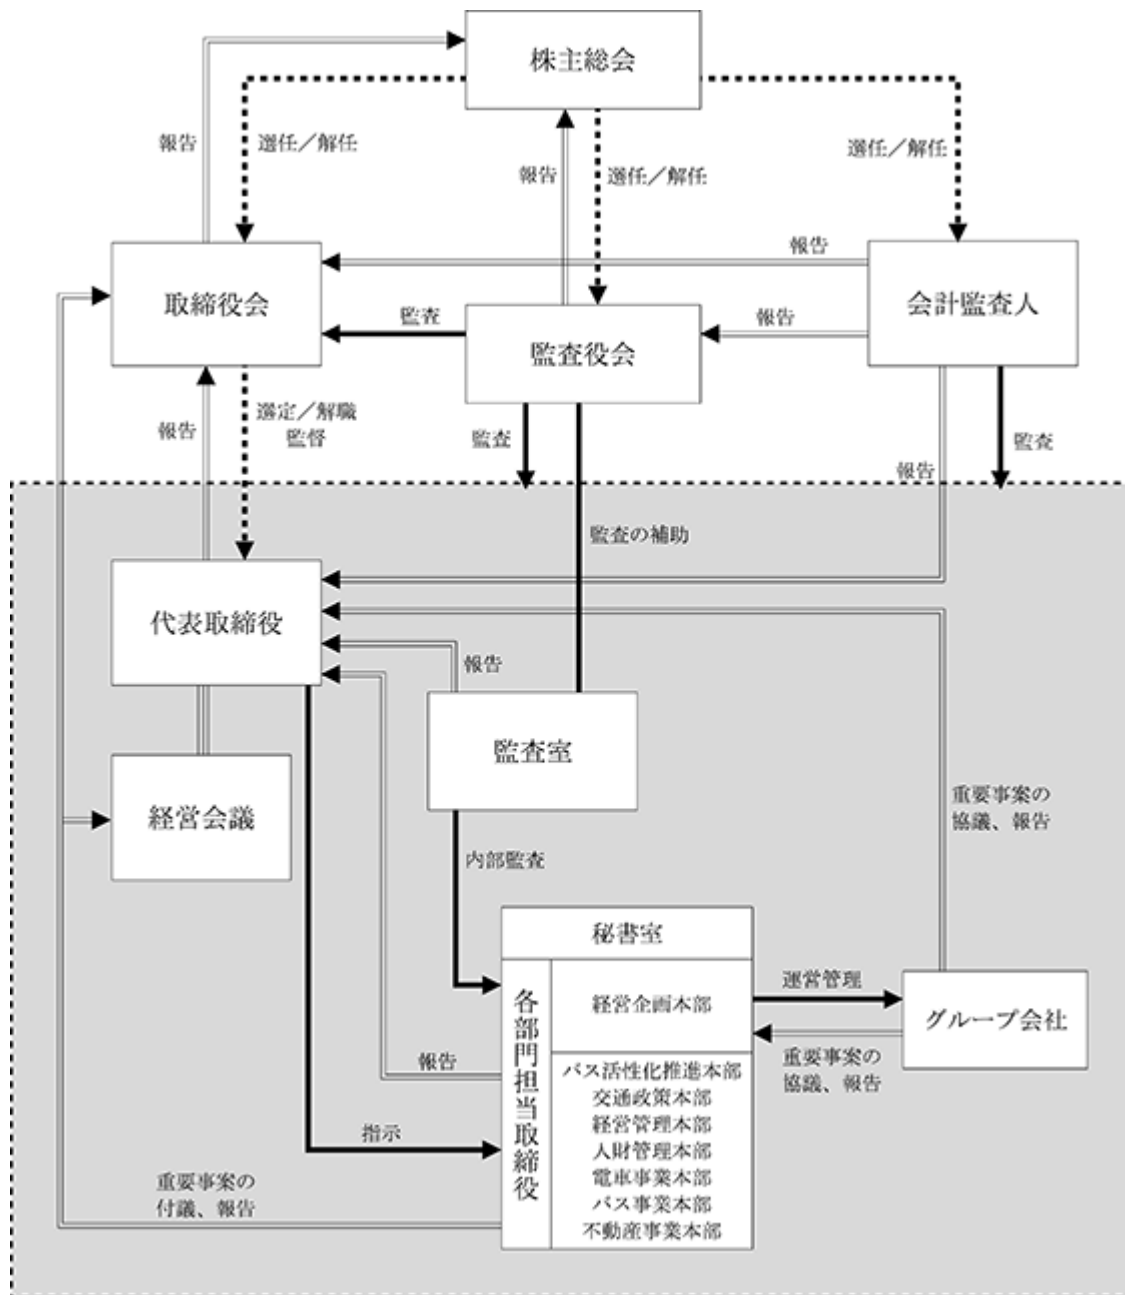 株主総会
報告
選任／解任
報告
選任／解任
選任／解任
取締役会
報告
会計監査人
監査
監査役会
報告
報告
選定／解職
監督
監査
報告
監査
監査の補助
代表取締役
報告
監査室
経営会議
重要事案の
協議、報告
内部監査
秘書室
各部門担当取締役
経営企画本部
運営管理
グループ会社
重要事案の
協議、報告
報告
バス活性化推進本部
交通政策本部
経営管理本部
人財管理本部
電車事業本部
バス事業本部
不動産事業本部
指示
重要事案の
付議、報告